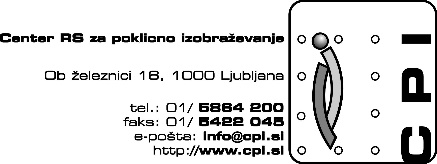 Center RS za poklicno izobraževanje
Ob železnici 16, 1000 Ljubljana
tel.: 01/ 5864 200
faks: 01/ 5422 045
e-pošta: info@cpi.si
http://www.cpi.si
CPI